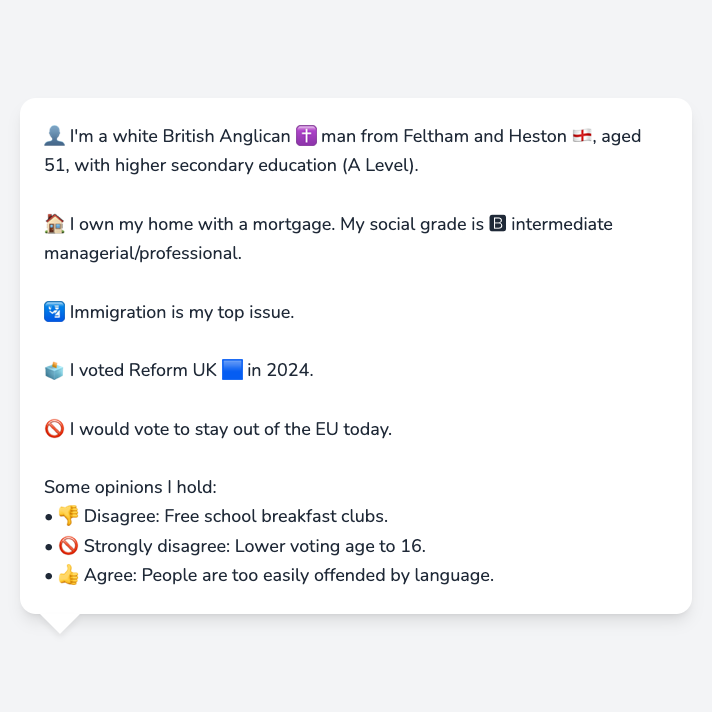 👤 I'm a white British Anglican ✝️ man from Feltham and Heston 🏴󠁧󠁢󠁥󠁮󠁧󠁿, aged
51, with higher secondary education (A Level).
🏠 I own my home with a mortgage. My social grade is 🅱 intermediate
managerial/professional.
🛂 Immigration is my top issue.
🗳️ I voted Reform UK 🟦 in 2024.
🚫 I would vote to stay out of the EU today.
Some opinions I hold:
• 👎 Disagree: Free school breakfast clubs.
• 🚫 Strongly disagree: Lower voting age to 16.
• 👍 Agree: People are too easily offended by language.